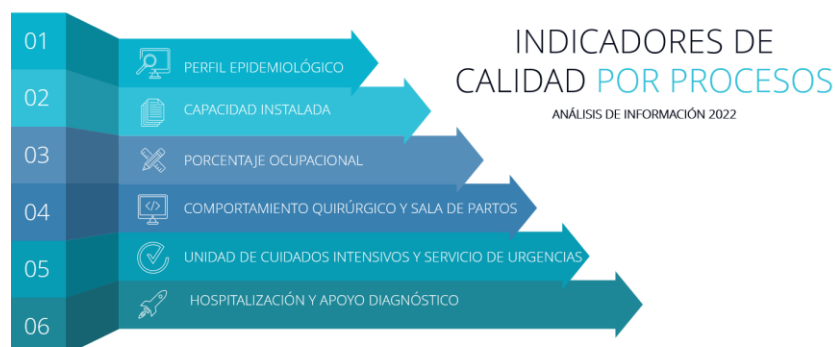 INDICADORES DE
CALIDAD POR PROCESOS
ANÁLISIS DE INFORMACIÓN 2022
01
PERFIL EPIDEMIOLÓGICO
02
CAPACIDAD INSTALADA
03
PORCENTAJE OCUPACIONAL
04
COMPORTAMIENTO QUIRÚRGICO Y SALA DE PARTOS
05
UNIDAD DE CUIDADOS INTENSIVOS Y SERVICIO DE URGENCIAS
06
HOSPITALIZACIÓN Y APOYO DIAGNÓSTICO